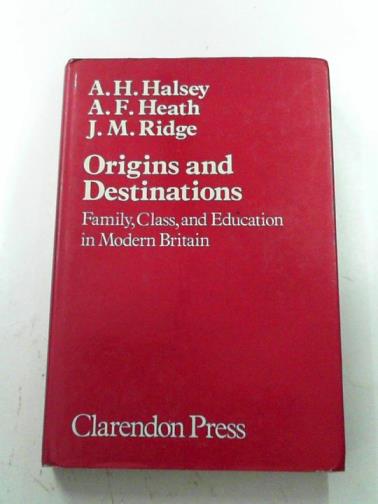 A. H. Halsey
A. F. Heath
J. M. Ridge
Origins and
Destinations
Family, Class, and Education
in Modern Britain
Clarendon Press